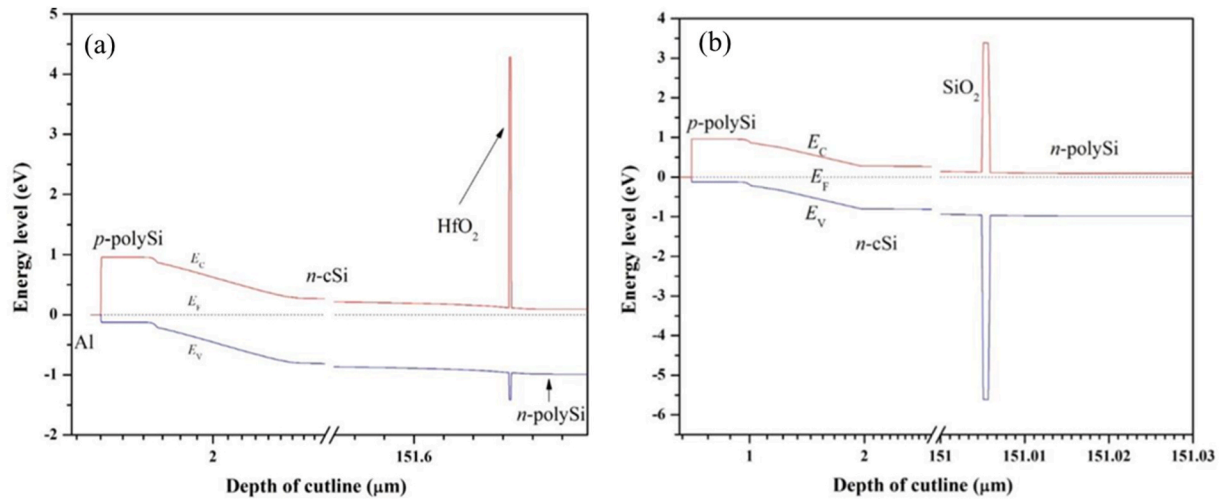 (a)
5
4
3
2
1
0
-1
-2
Energy level (eV)
p-polySi
E_C
E_F
E_V
Al
n-cSi
HfO₂
n-polySi
2
151.6
Depth of cutline (µm)
(b)
4
3
2
1
0
-1
-2
-3
-4
-5
-6
Energy level (eV)
p-polySi
E_C
E_F
E_V
n-cSi
SiO₂
n-polySi
1
2
151
151.01
151.02
151.03
Depth of cutline (µm)